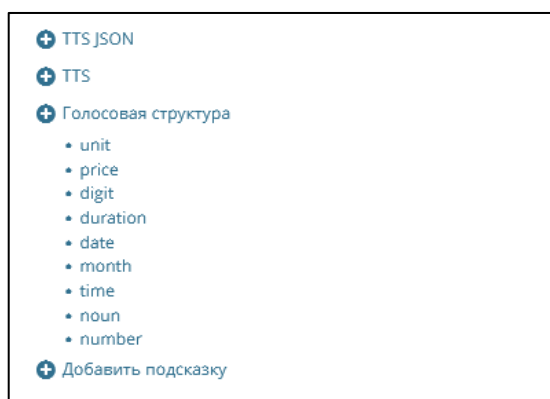 TTS JSON
TTS
Голосовая структура
unit
price
digit
duration
date
month
time
noun
number
Добавить подсказку